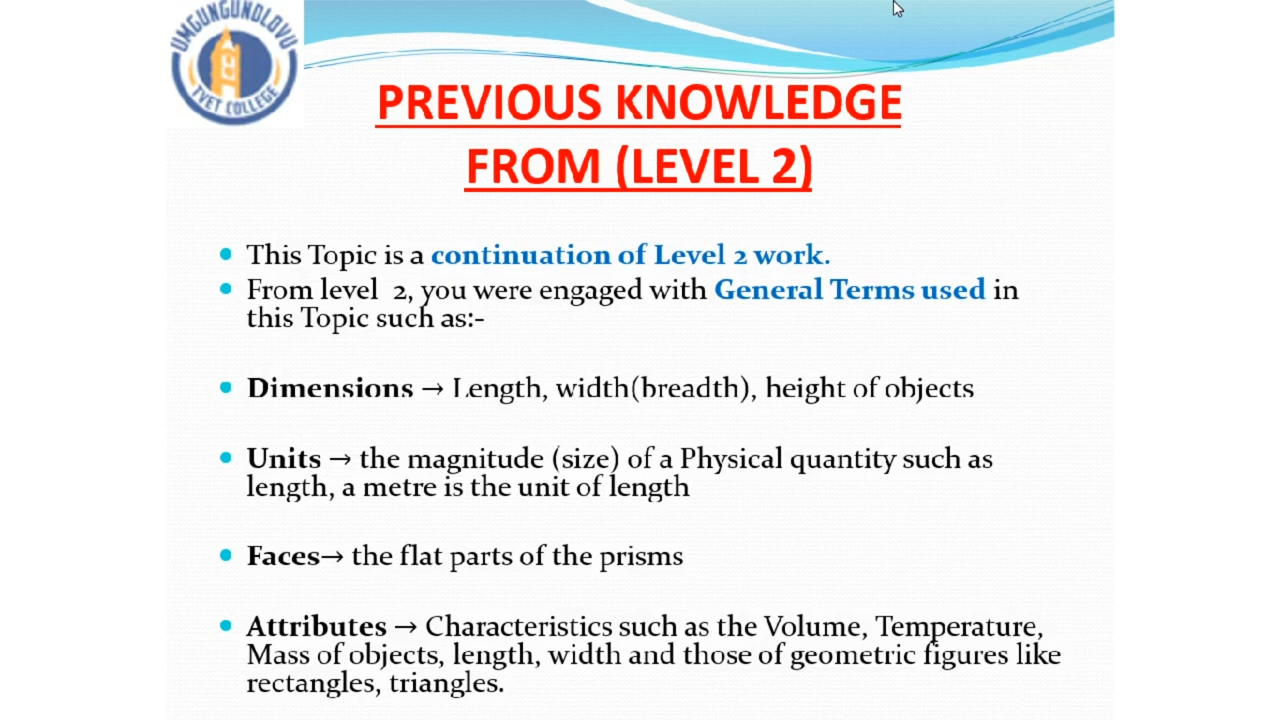 UMGUNGUNDLOVU
TVET COLLEGE
PREVIOUS KNOWLEDGE
FROM (LEVEL 2)
• This Topic is a continuation of Level 2 work.
• From level 2, you were engaged with General Terms used in
this Topic such as:-
• Dimensions → Length, width(breadth), height of objects
• Units → the magnitude (size) of a Physical quantity such as
length, a metre is the unit of length
• Faces→ the flat parts of the prisms
• Attributes → Characteristics such as the Volume, Temperature,
Mass of objects, length, width and those of geometric figures like
rectangles, triangles.